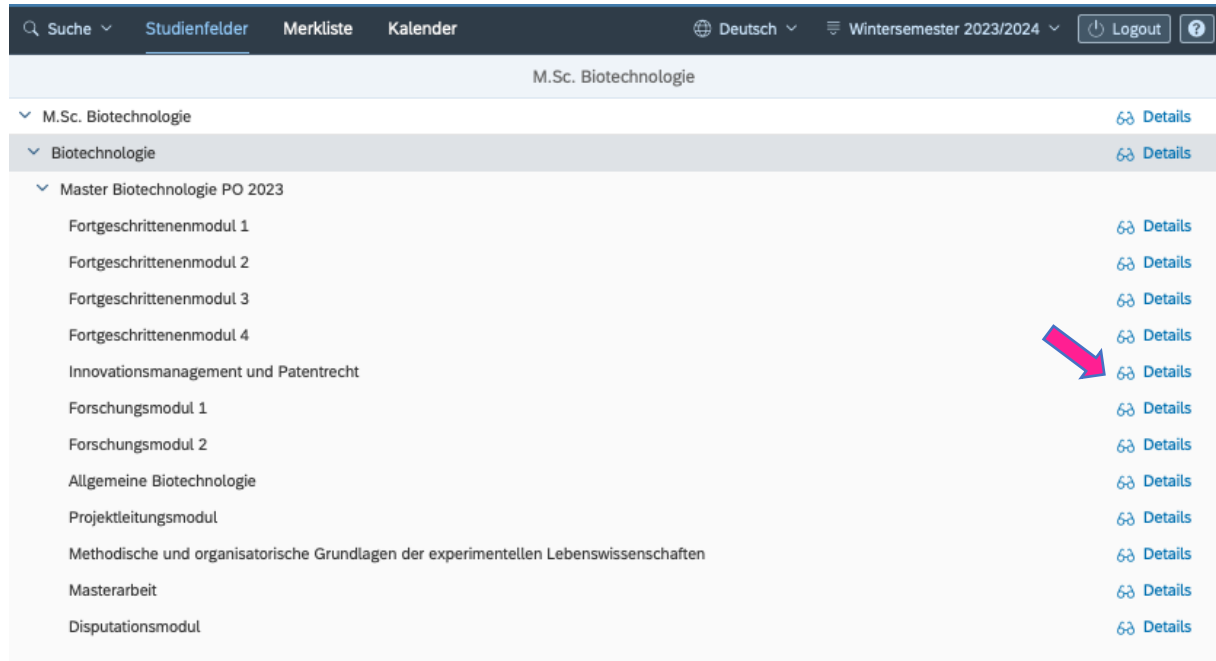 Suche Studienfelder Merkliste Kalender Deutsch Wintersemester 2023/2024 Logout ?
M.Sc. Biotechnologie
M.Sc. Biotechnologie Details
Biotechnologie Details
Master Biotechnologie PO 2023
Fortgeschrittenenmodul 1 Details
Fortgeschrittenenmodul 2 Details
Fortgeschrittenenmodul 3 Details
Fortgeschrittenenmodul 4 Details
Innovationsmanagement und Patentrecht Details
Forschungsmodul 1 Details
Forschungsmodul 2 Details
Allgemeine Biotechnologie Details
Projektleitungsmodul Details
Methodische und organisatorische Grundlagen der experimentellen Lebenswissenschaften Details
Masterarbeit Details
Disputationsmodul Details